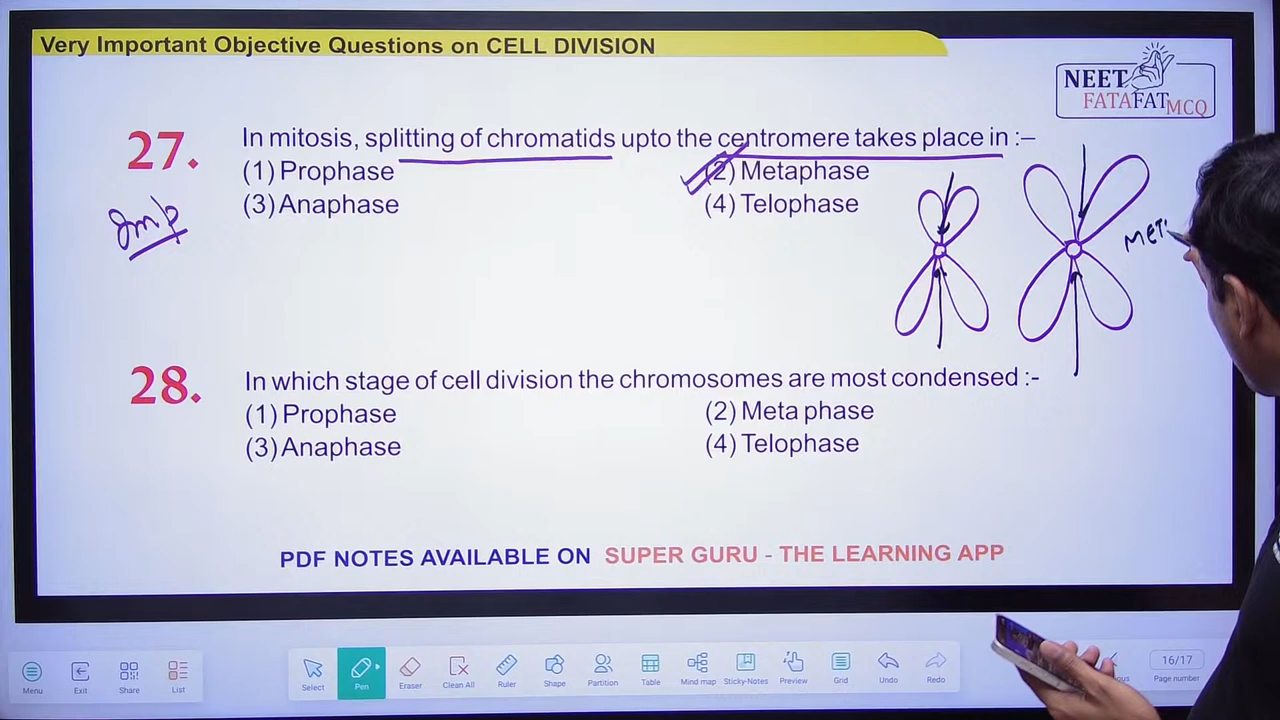 Very Important Objective Questions on CELL DIVISION
NEET
FATAFAT MCQ
27. In mitosis, splitting of chromatids upto the centromere takes place in :–
(1) Prophase (2) Metaphase
(3) Anaphase (4) Telophase
Imp
MET
28. In which stage of cell division the chromosomes are most condensed :-
(1) Prophase (2) Meta phase
(3) Anaphase (4) Telophase
PDF NOTES AVAILABLE ON SUPER GURU - THE LEARNING APP
Menu Exit Share List Select Pen Eraser Clean All Ruler Shape Partition Table Mind map Sticky-Notes Preview Grid Undo Redo
16/17
Page number